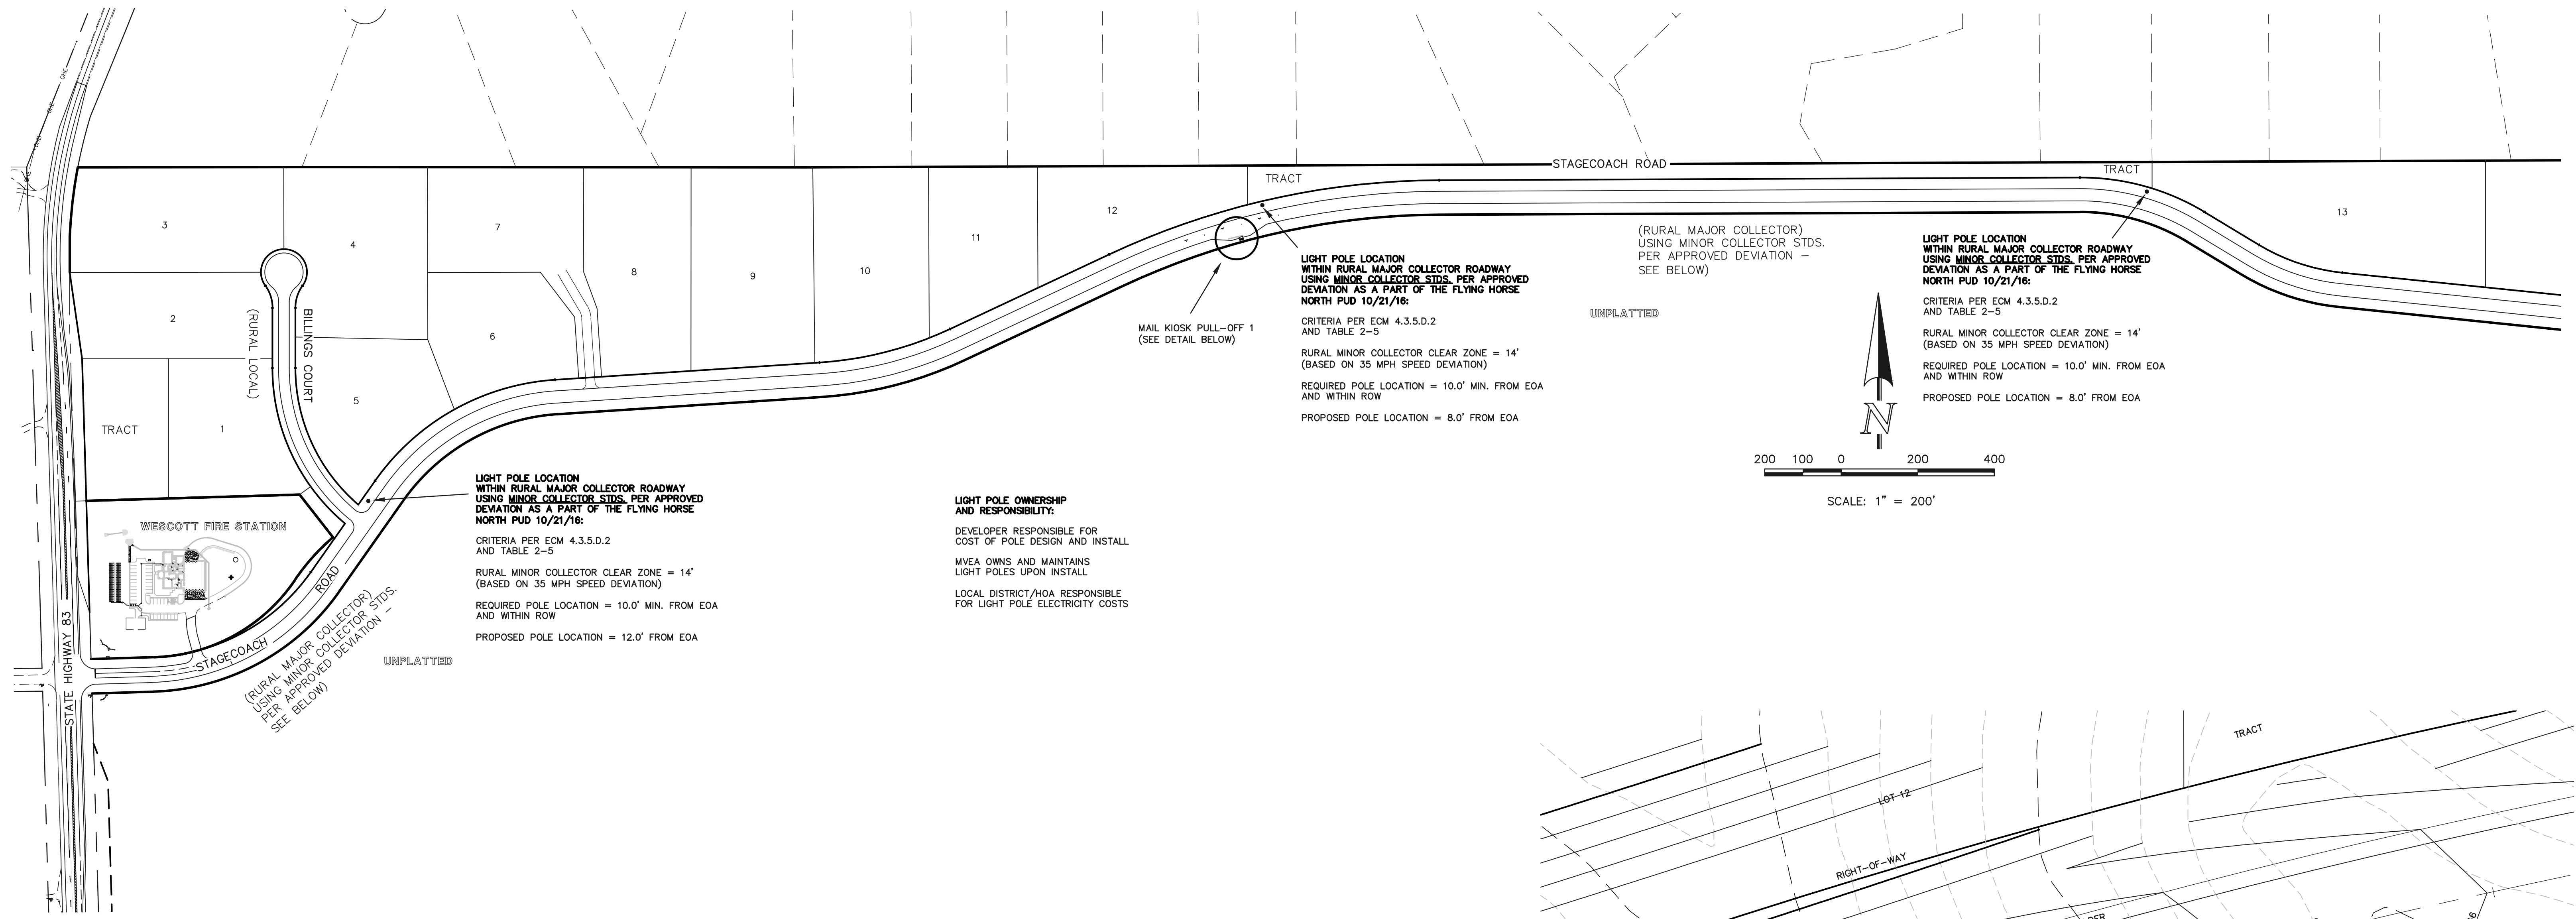 OHE
OHE
OHE
OHE
STAGECOACH ROAD
TRACT
TRACT
3
4
7
8
9
10
11
12
13
2
6
5
TRACT
1
BILLINGS COURT
(RURAL LOCAL)
MAIL KIOSK PULL-OFF 1
(SEE DETAIL BELOW)
LIGHT POLE LOCATION
WITHIN RURAL MAJOR COLLECTOR ROADWAY
USING MINOR COLLECTOR STDS. PER APPROVED
DEVIATION AS A PART OF THE FLYING HORSE
NORTH PUD 10/21/16:
CRITERIA PER ECM 4.3.5.D.2
AND TABLE 2-5
RURAL MINOR COLLECTOR CLEAR ZONE = 14'
(BASED ON 35 MPH SPEED DEVIATION)
REQUIRED POLE LOCATION = 10.0' MIN. FROM EOA
AND WITHIN ROW
PROPOSED POLE LOCATION = 8.0' FROM EOA
(RURAL MAJOR COLLECTOR)
USING MINOR COLLECTOR STDS.
PER APPROVED DEVIATION -
SEE BELOW)
UNPLATTED
LIGHT POLE LOCATION
WITHIN RURAL MAJOR COLLECTOR ROADWAY
USING MINOR COLLECTOR STDS. PER APPROVED
DEVIATION AS A PART OF THE FLYING HORSE
NORTH PUD 10/21/16:
CRITERIA PER ECM 4.3.5.D.2
AND TABLE 2-5
RURAL MINOR COLLECTOR CLEAR ZONE = 14'
(BASED ON 35 MPH SPEED DEVIATION)
REQUIRED POLE LOCATION = 10.0' MIN. FROM EOA
AND WITHIN ROW
PROPOSED POLE LOCATION = 8.0' FROM EOA
N
200 100 0 200 400
SCALE: 1" = 200'
LIGHT POLE LOCATION
WITHIN RURAL MAJOR COLLECTOR ROADWAY
USING MINOR COLLECTOR STDS. PER APPROVED
DEVIATION AS A PART OF THE FLYING HORSE
NORTH PUD 10/21/16:
CRITERIA PER ECM 4.3.5.D.2
AND TABLE 2-5
RURAL MINOR COLLECTOR CLEAR ZONE = 14'
(BASED ON 35 MPH SPEED DEVIATION)
REQUIRED POLE LOCATION = 10.0' MIN. FROM EOA
AND WITHIN ROW
PROPOSED POLE LOCATION = 12.0' FROM EOA
LIGHT POLE OWNERSHIP
AND RESPONSIBILITY:
DEVELOPER RESPONSIBLE FOR
COST OF POLE DESIGN AND INSTALL
MVEA OWNS AND MAINTAINS
LIGHT POLES UPON INSTALL
LOCAL DISTRICT/HOA RESPONSIBLE
FOR LIGHT POLE ELECTRICITY COSTS
WESCOTT FIRE STATION
STATE HIGHWAY 83
STAGECOACH
ROAD
(RURAL MAJOR COLLECTOR)
USING MINOR COLLECTOR STDS.
PER APPROVED DEVIATION -
SEE BELOW)
UNPLATTED
TRACT
LOT 12
RIGHT-OF-WAY